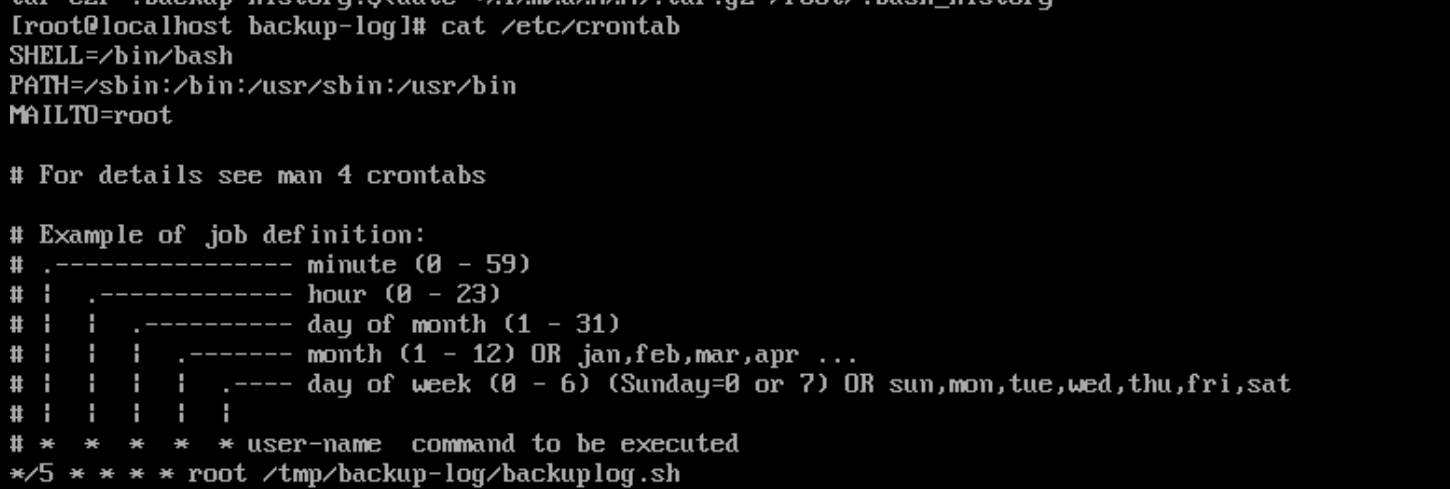 [root@localhost backup-log]# cat /etc/crontab
SHELL=/bin/bash
PATH=/sbin:/bin:/usr/sbin:/usr/bin
MAILTO=root
# For details see man 4 crontabs
# Example of job definition:
# .---------------- minute (0 - 59)
# |  .------------- hour (0 - 23)
# |  |  .---------- day of month (1 - 31)
# |  |  |  .------- month (1 - 12) OR jan,feb,mar,apr ...
# |  |  |  |  .---- day of week (0 - 6) (Sunday=0 or 7) OR sun,mon,tue,wed,thu,fri,sat
# |  |  |  |  |
# *  *  *  *  * user-name  command to be executed
*/5 * * * * root /tmp/backup-log/backuplog.sh